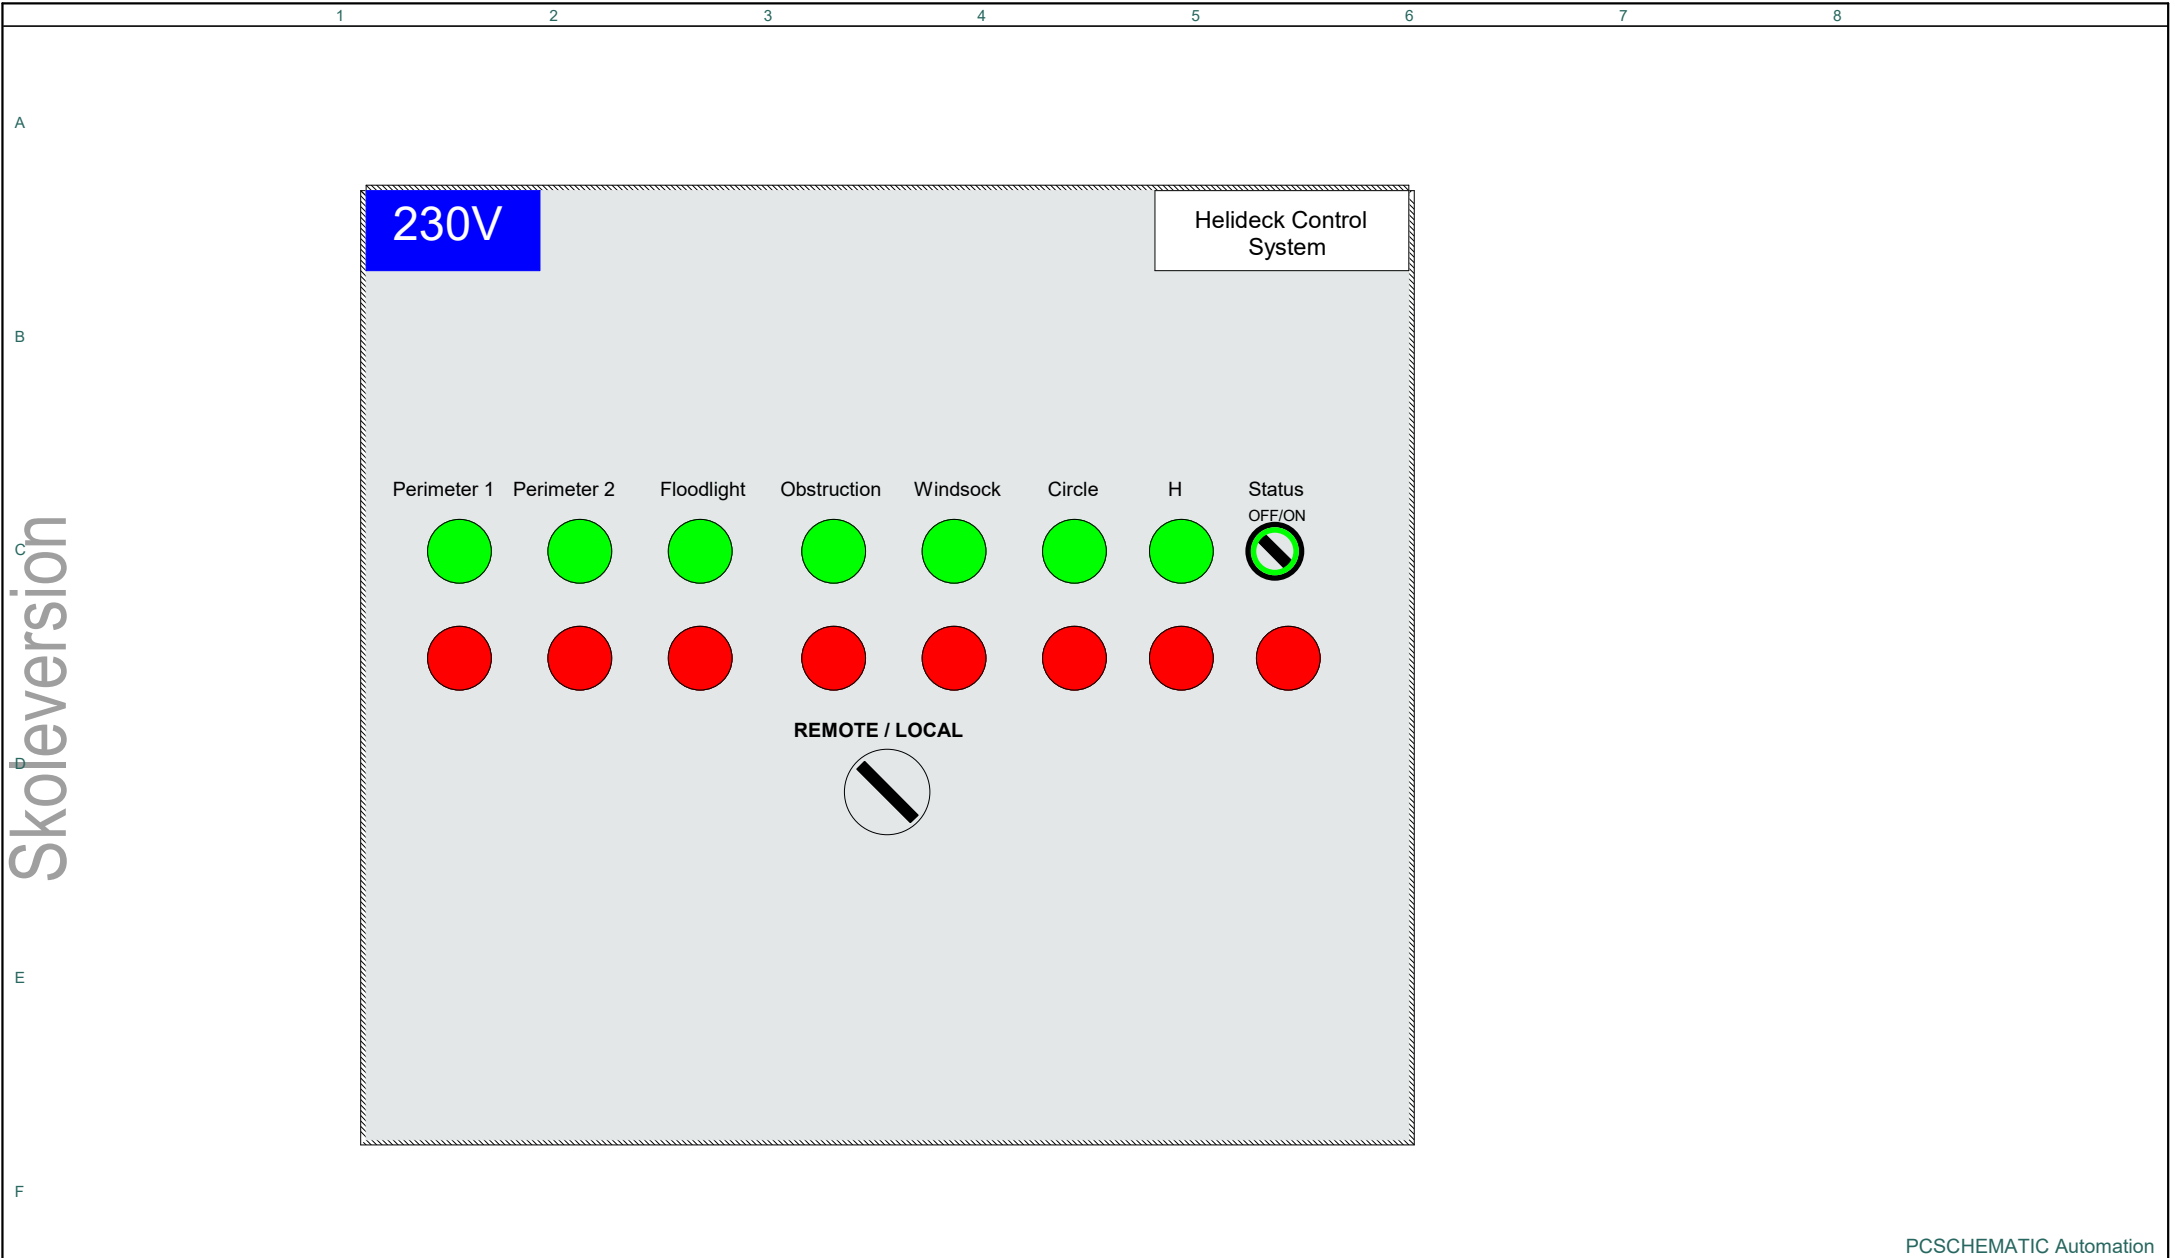 1 2 3 4 5 6 7 8
A
230V
Helideck Control
System
B
Perimeter 1 Perimeter 2 Floodlight Obstruction Windsock Circle H Status
OFF/ON
C
REMOTE / LOCAL
D
Skoleversion
E
F
PCSCHEMATIC Automation